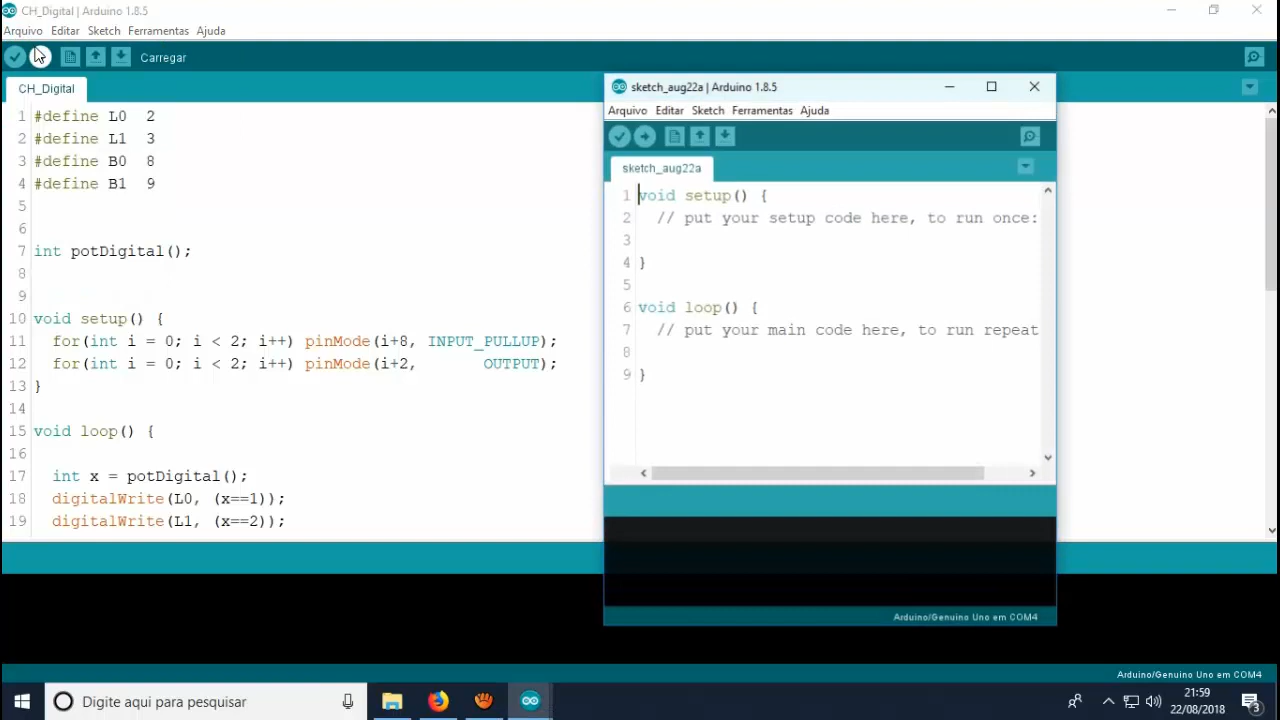 CH_Digital | Arduino 1.8.5
Arquivo Editar Sketch Ferramentas Ajuda
Carregar
CH_Digital
1 #define L0 2
2 #define L1 3
3 #define B0 8
4 #define B1 9
5
6
7 int potDigital();
8
9
10 void setup() {
11 for(int i = 0; i < 2; i++) pinMode(i+8, INPUT_PULLUP);
12 for(int i = 0; i < 2; i++) pinMode(i+2, OUTPUT);
13 }
14
15 void loop() {
16
17 int x = potDigital();
18 digitalWrite(L0, (x==1));
19 digitalWrite(L1, (x==2));
sketch_aug22a | Arduino 1.8.5
Arquivo Editar Sketch Ferramentas Ajuda
sketch_aug22a
1 void setup() {
2 // put your setup code here, to run once:
3
4 }
5
6 void loop() {
7 // put your main code here, to run repeat
8
9 }
Arduino/Genuino Uno em COM4
Arduino/Genuino Uno em COM4
Digite aqui para pesquisar
21:59
22/08/2018
3